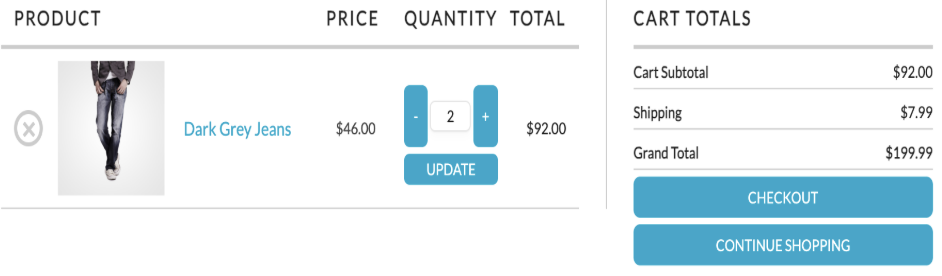 PRODUCT PRICE QUANTITY TOTAL
Dark Grey Jeans $46.00 - 2 + $92.00
UPDATE
CART TOTALS
Cart Subtotal $92.00
Shipping $7.99
Grand Total $199.99
CHECKOUT
CONTINUE SHOPPING